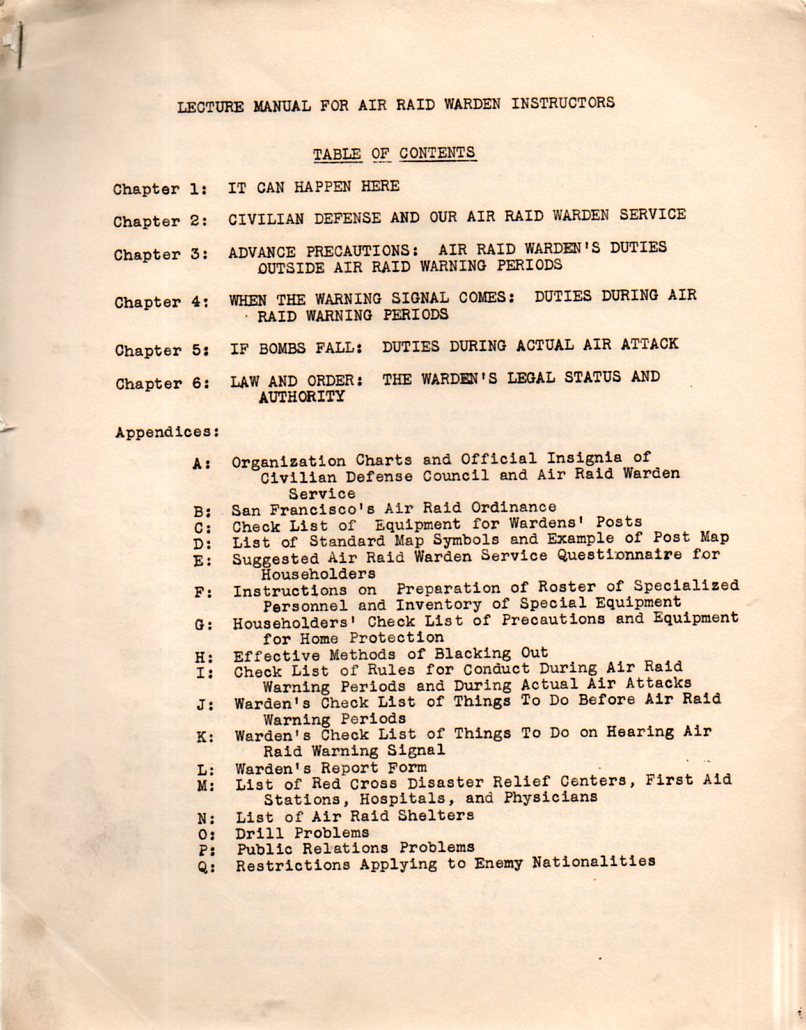 LECTURE MANUAL FOR AIR RAID WARDEN INSTRUCTORS
TABLE OF CONTENTS
Chapter 1: IT CAN HAPPEN HERE
Chapter 2: CIVILIAN DEFENSE AND OUR AIR RAID WARDEN SERVICE
Chapter 3: ADVANCE PRECAUTIONS: AIR RAID WARDEN'S DUTIES
OUTSIDE AIR RAID WARNING PERIODS
Chapter 4: WHEN THE WARNING SIGNAL COMES: DUTIES DURING AIR
RAID WARNING PERIODS
Chapter 5: IF BOMBS FALL: DUTIES DURING ACTUAL AIR ATTACK
Chapter 6: LAW AND ORDER: THE WARDEN'S LEGAL STATUS AND
AUTHORITY
Appendices:
A: Organization Charts and Official Insignia of
Civilian Defense Council and Air Raid Warden
Service
B: San Francisco's Air Raid Ordinance
C: Check List of Equipment for Wardens' Posts
D: List of Standard Map Symbols and Example of Post Map
E: Suggested Air Raid Warden Service Questionnaire for
Householders
F: Instructions on Preparation of Roster of Specialized
Personnel and Inventory of Special Equipment
G: Householders' Check List of Precautions and Equipment
for Home Protection
H: Effective Methods of Blacking Out
I: Check List of Rules for Conduct During Air Raid
Warning Periods and During Actual Air Attacks
J: Warden's Check List of Things To Do Before Air Raid
Warning Periods
K: Warden's Check List of Things To Do on Hearing Air
Raid Warning Signal
L: Warden's Report Form
M: List of Red Cross Disaster Relief Centers, First Aid
Stations, Hospitals, and Physicians
N: List of Air Raid Shelters
O: Drill Problems
P: Public Relations Problems
Q: Restrictions Applying to Enemy Nationalities